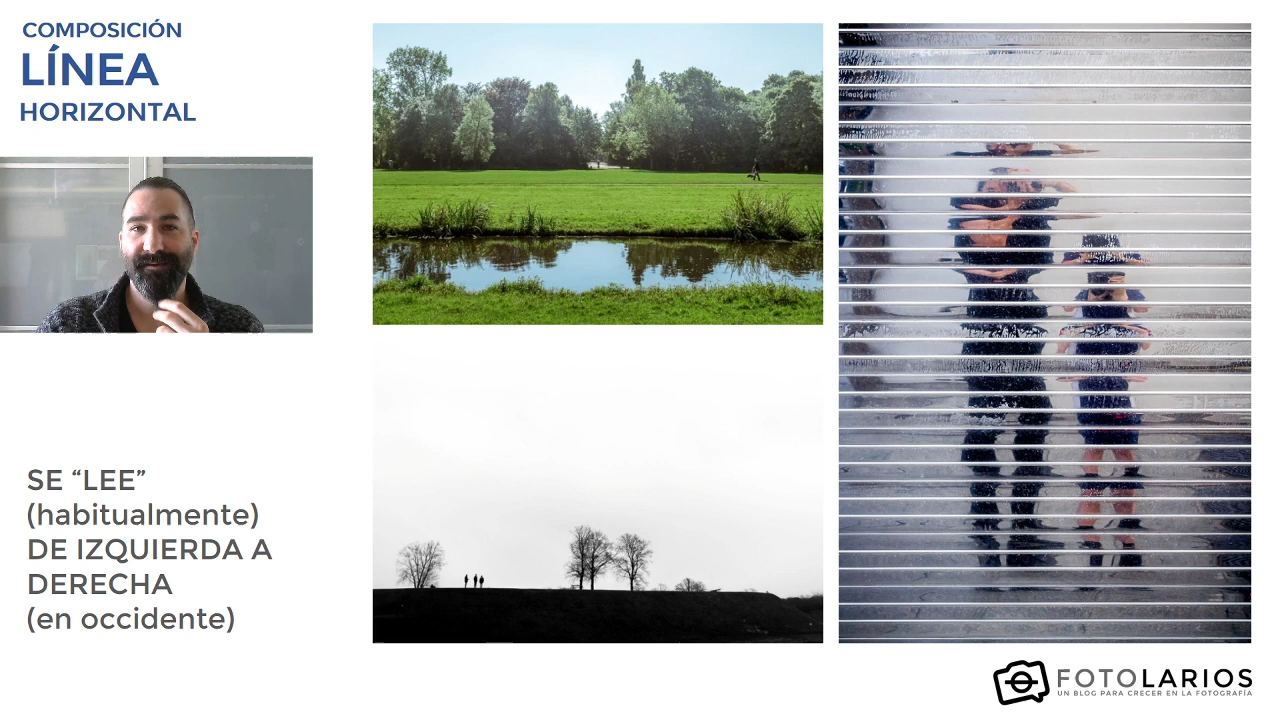 COMPOSICIÓN
LÍNEA
HORIZONTAL
SE “LEE”
(habitualmente)
DE IZQUIERDA A
DERECHA
(en occidente)
FOTOLARIOS
UN BLOG PARA CRECER EN LA FOTOGRAFÍA